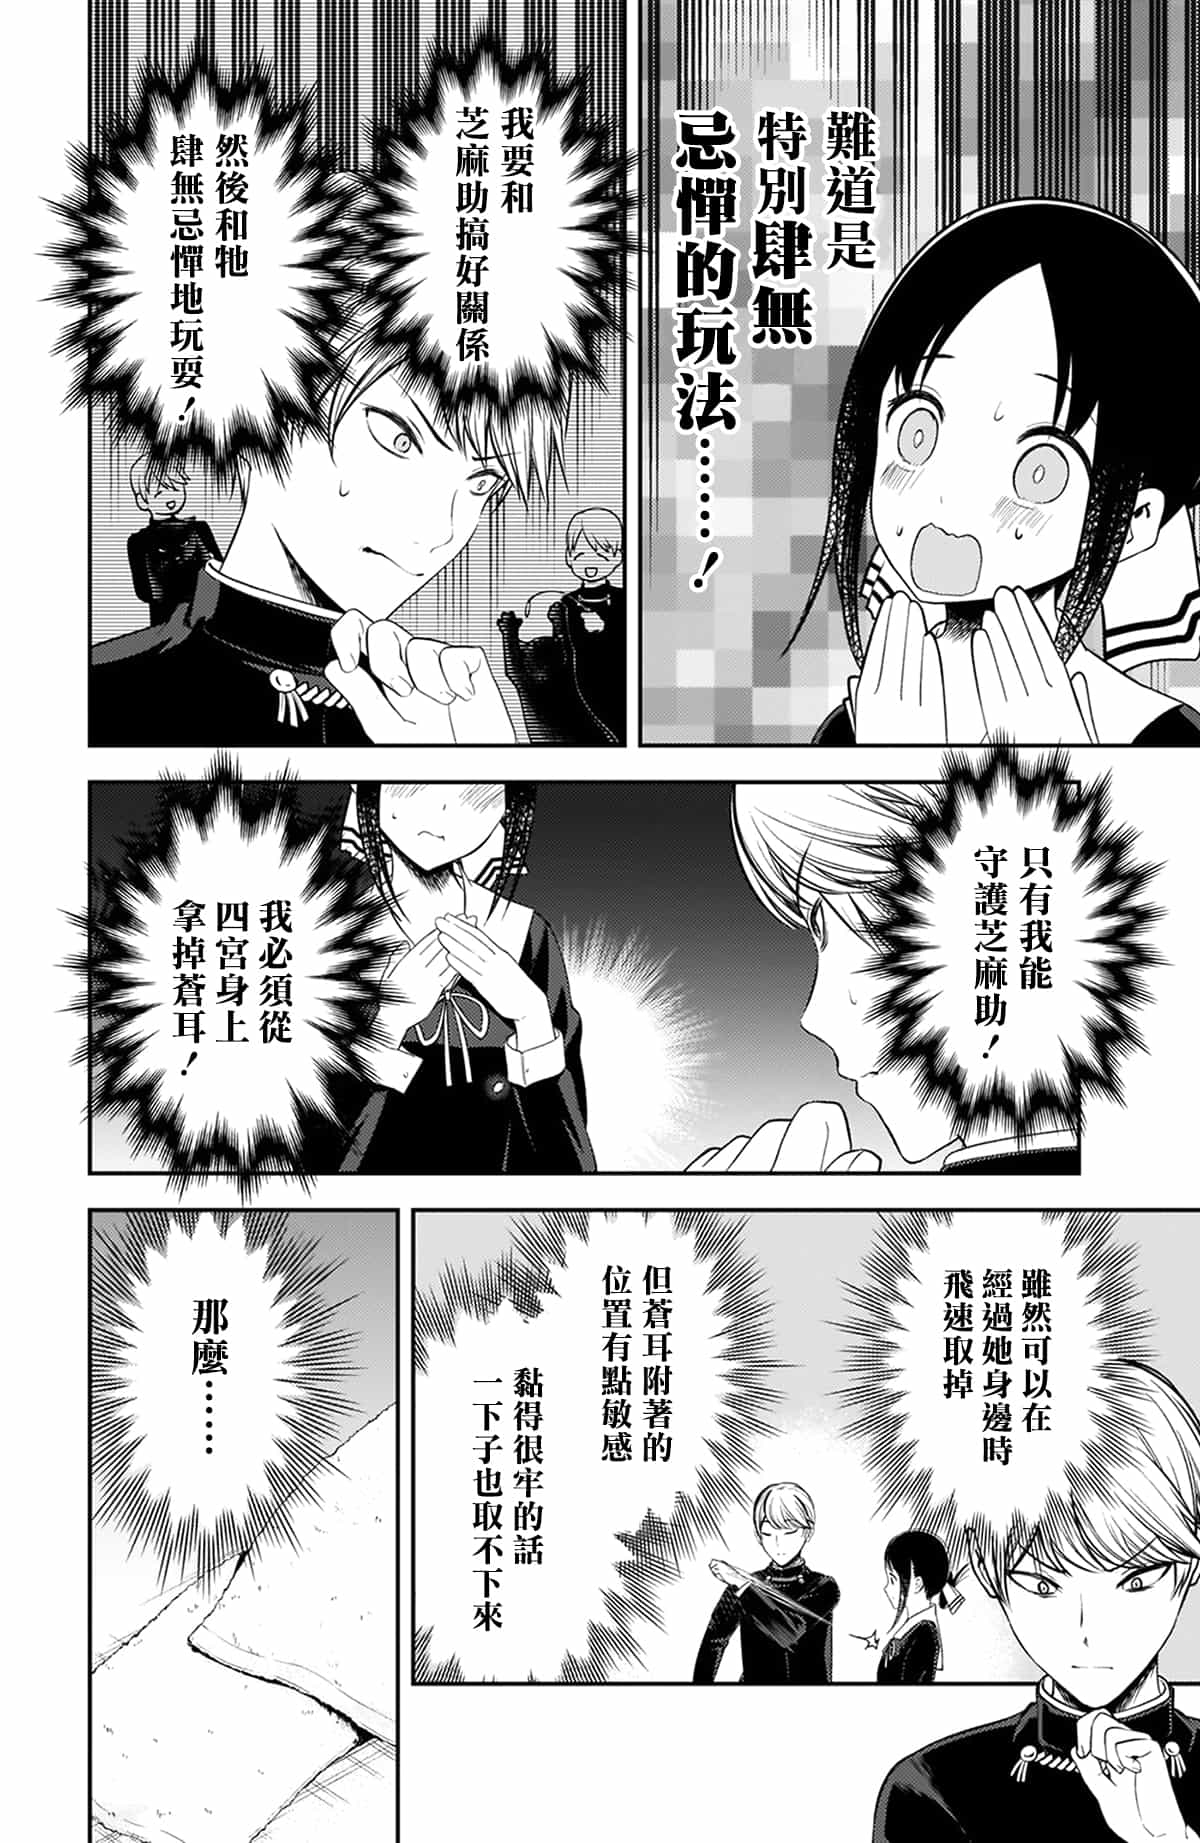 難道是
特別肆無
忌憚的玩法……！
我要和
芝麻助搞好關係
然後和牠
肆無忌憚地玩耍！
只有我能
守護芝麻助！
我必須從
四宮身上
拿掉蒼耳！
雖然可以在
經過她身邊時
飛速取掉
但蒼耳附著的
位置有點敏感
黏得很牢的話
一下子也取不下來
那麼……